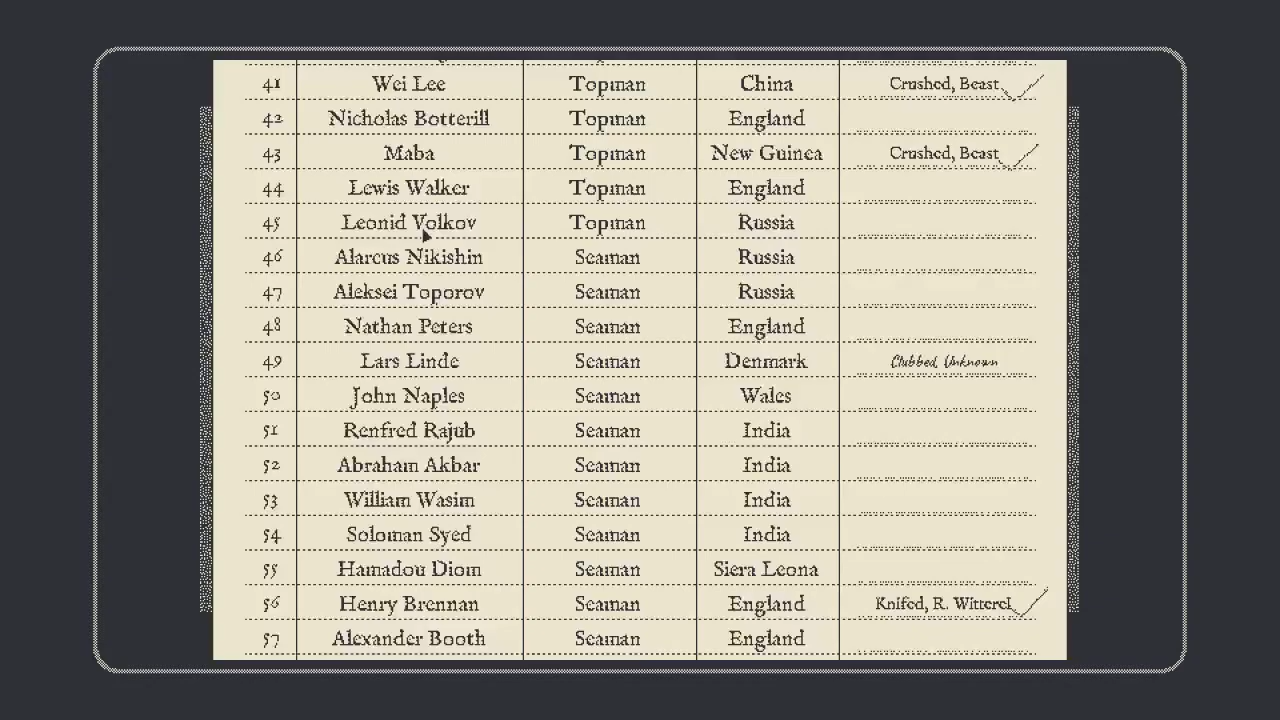 41 Wei Lee Topman China Crushed, Beast
42 Nicholas Botterill Topman England
43 Maba Topman New Guinea Crushed, Beast
44 Lewis Walker Topman England
45 Leonid Volkov Topman Russia
46 Alarcus Nikishin Seaman Russia
47 Aleksei Toporov Seaman Russia
48 Nathan Peters Seaman England
49 Lars Linde Seaman Denmark Clubbed, Unknown
50 John Naples Seaman Wales
51 Renfred Rajub Seaman India
52 Abraham Akbar Seaman India
53 William Wasim Seaman India
54 Soloman Syed Seaman India
55 Hamadou Diom Seaman Siera Leona
56 Henry Brennan Seaman England Knifed, R. Witterel
57 Alexander Booth Seaman England